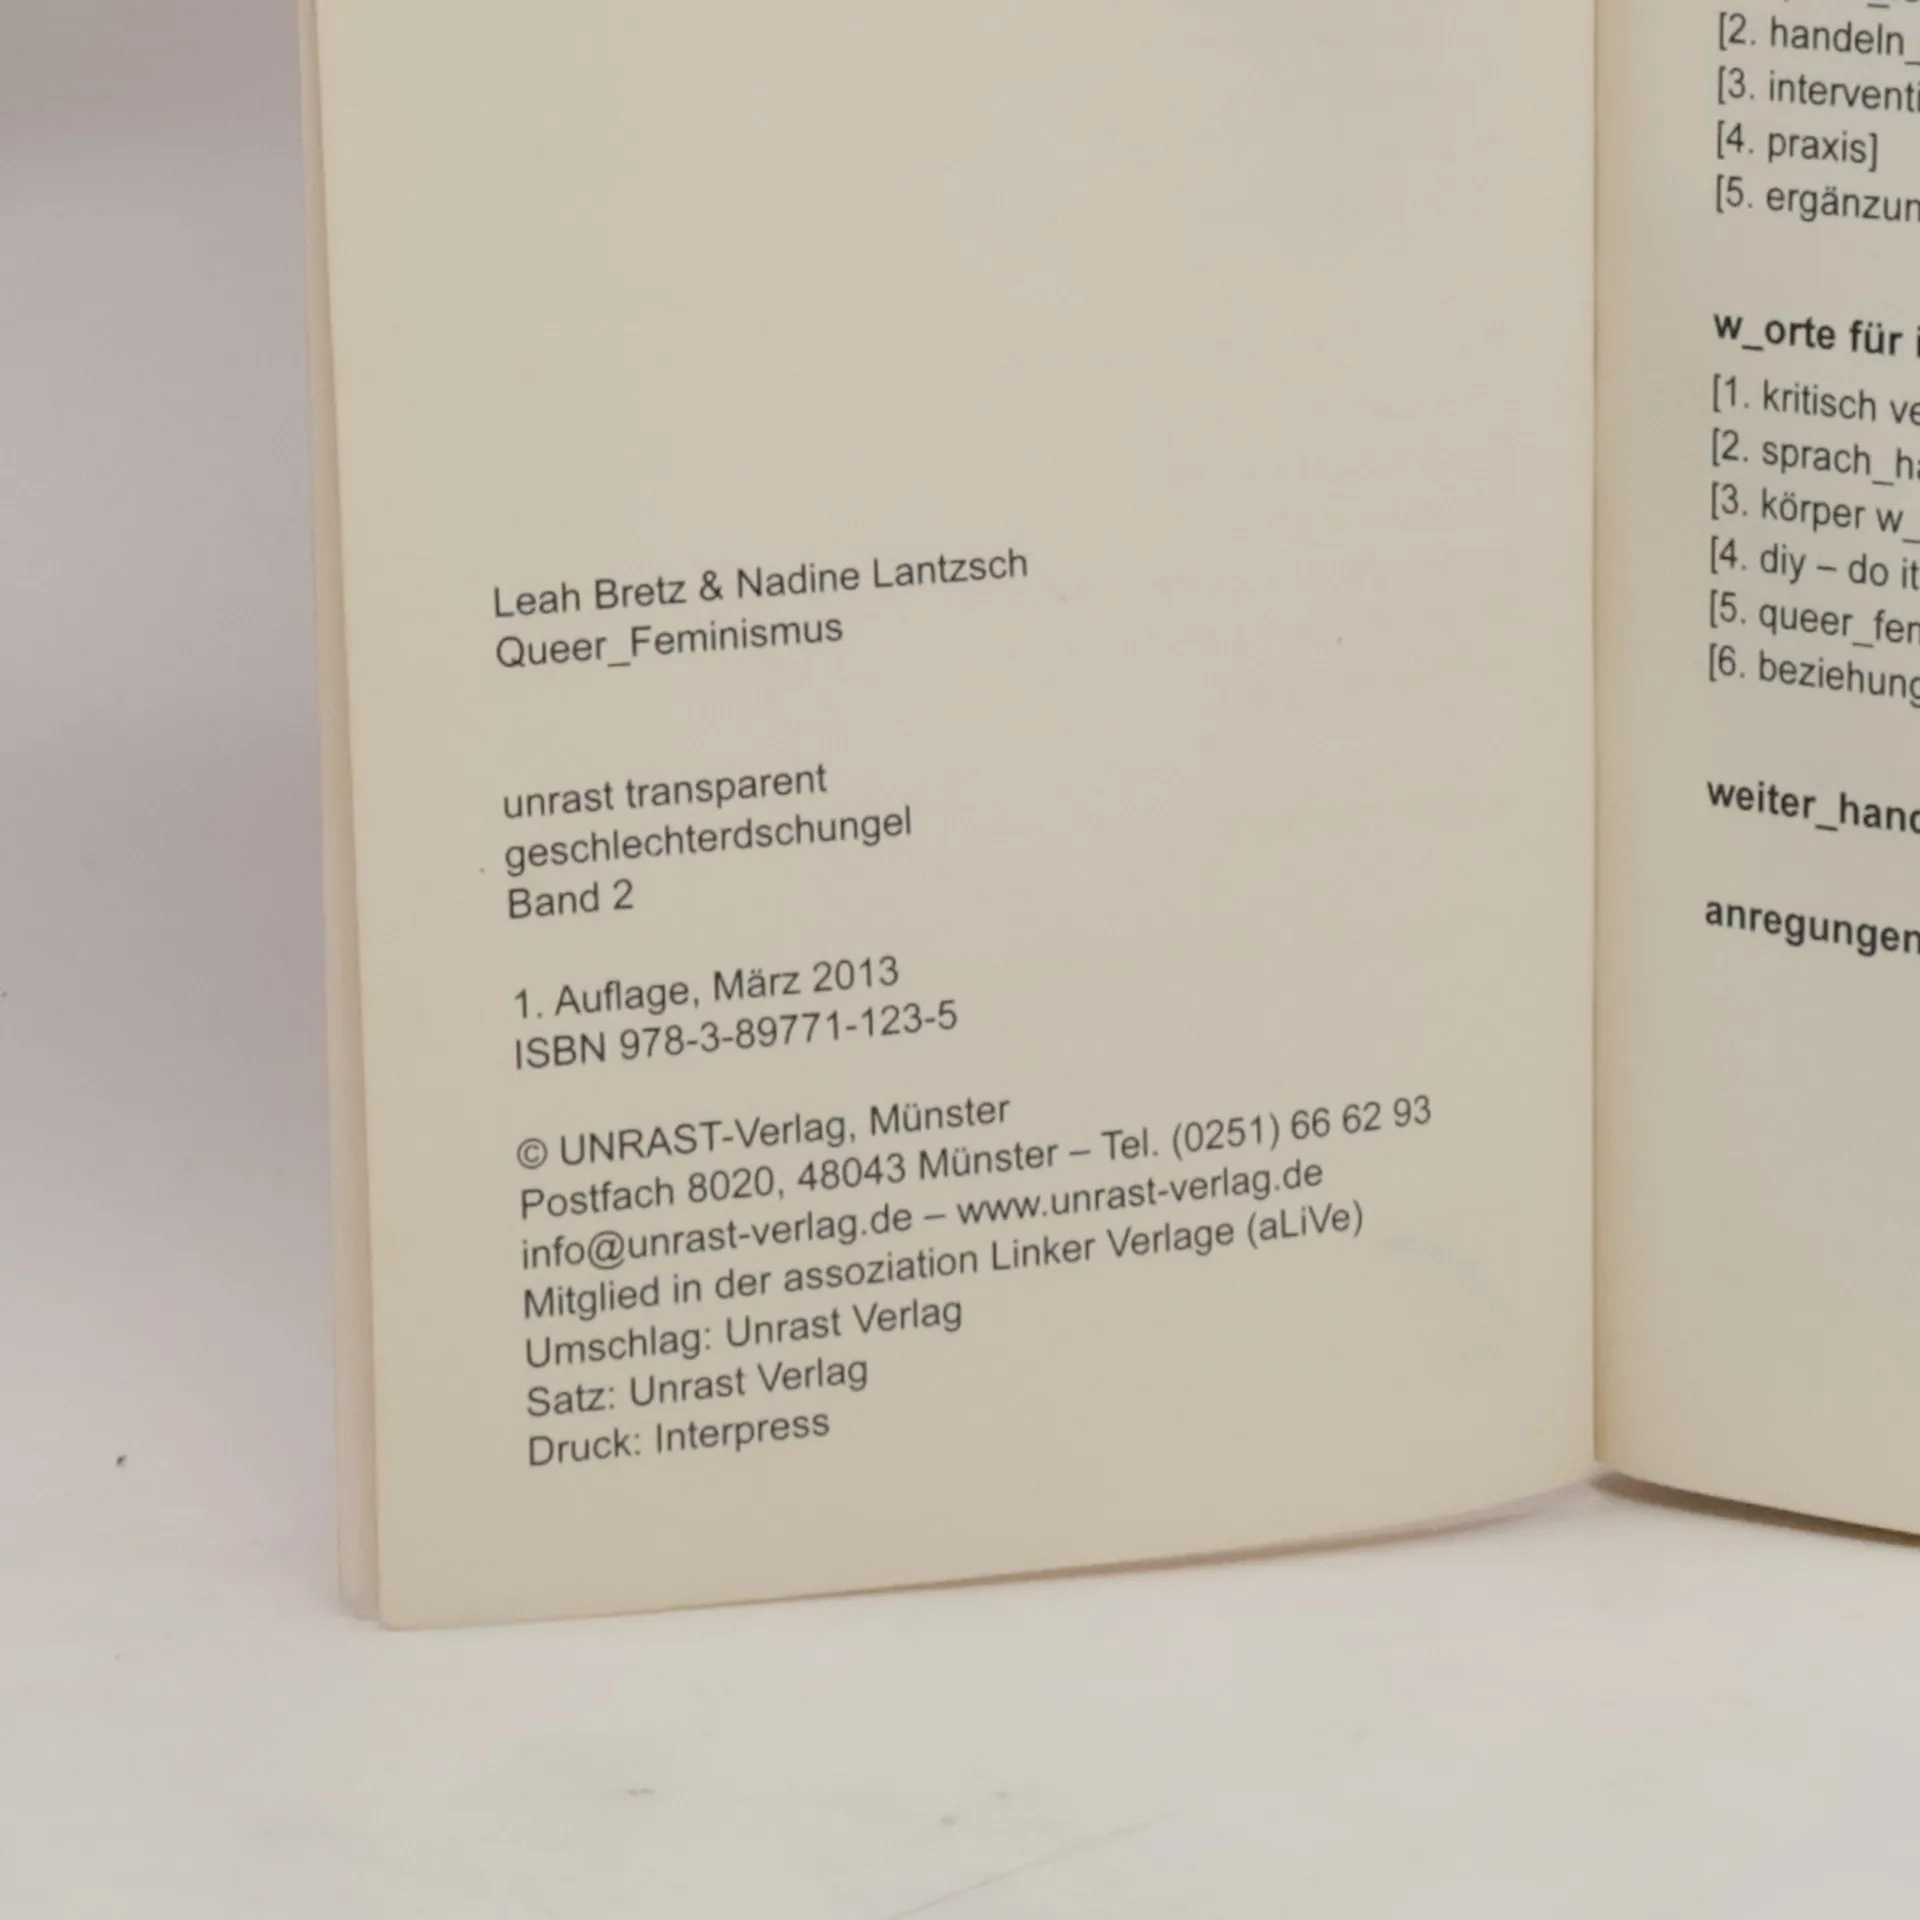 Leah Bretz & Nadine Lantzsch
Queer_Feminismus
unrast transparent
geschlechterdschungel
Band 2
1. Auflage, März 2013
ISBN 978-3-89771-123-5
© UNRAST-Verlag, Münster
Postfach 8020, 48043 Münster – Tel. (0251) 66 62 93
info@unrast-verlag.de – www.unrast-verlag.de
Mitglied in der assoziation Linker Verlage (aLiVe)
Umschlag: Unrast Verlag
Satz: Unrast Verlag
Druck: Interpress
[2. handeln_
[3. interventi
[4. praxis]
[5. ergänzun
w_orte für i
[1. kritisch ve
[2. sprach_ha
[3. körper w_
[4. diy – do it
[5. queer_fem
[6. beziehung
weiter_hand
anregungen